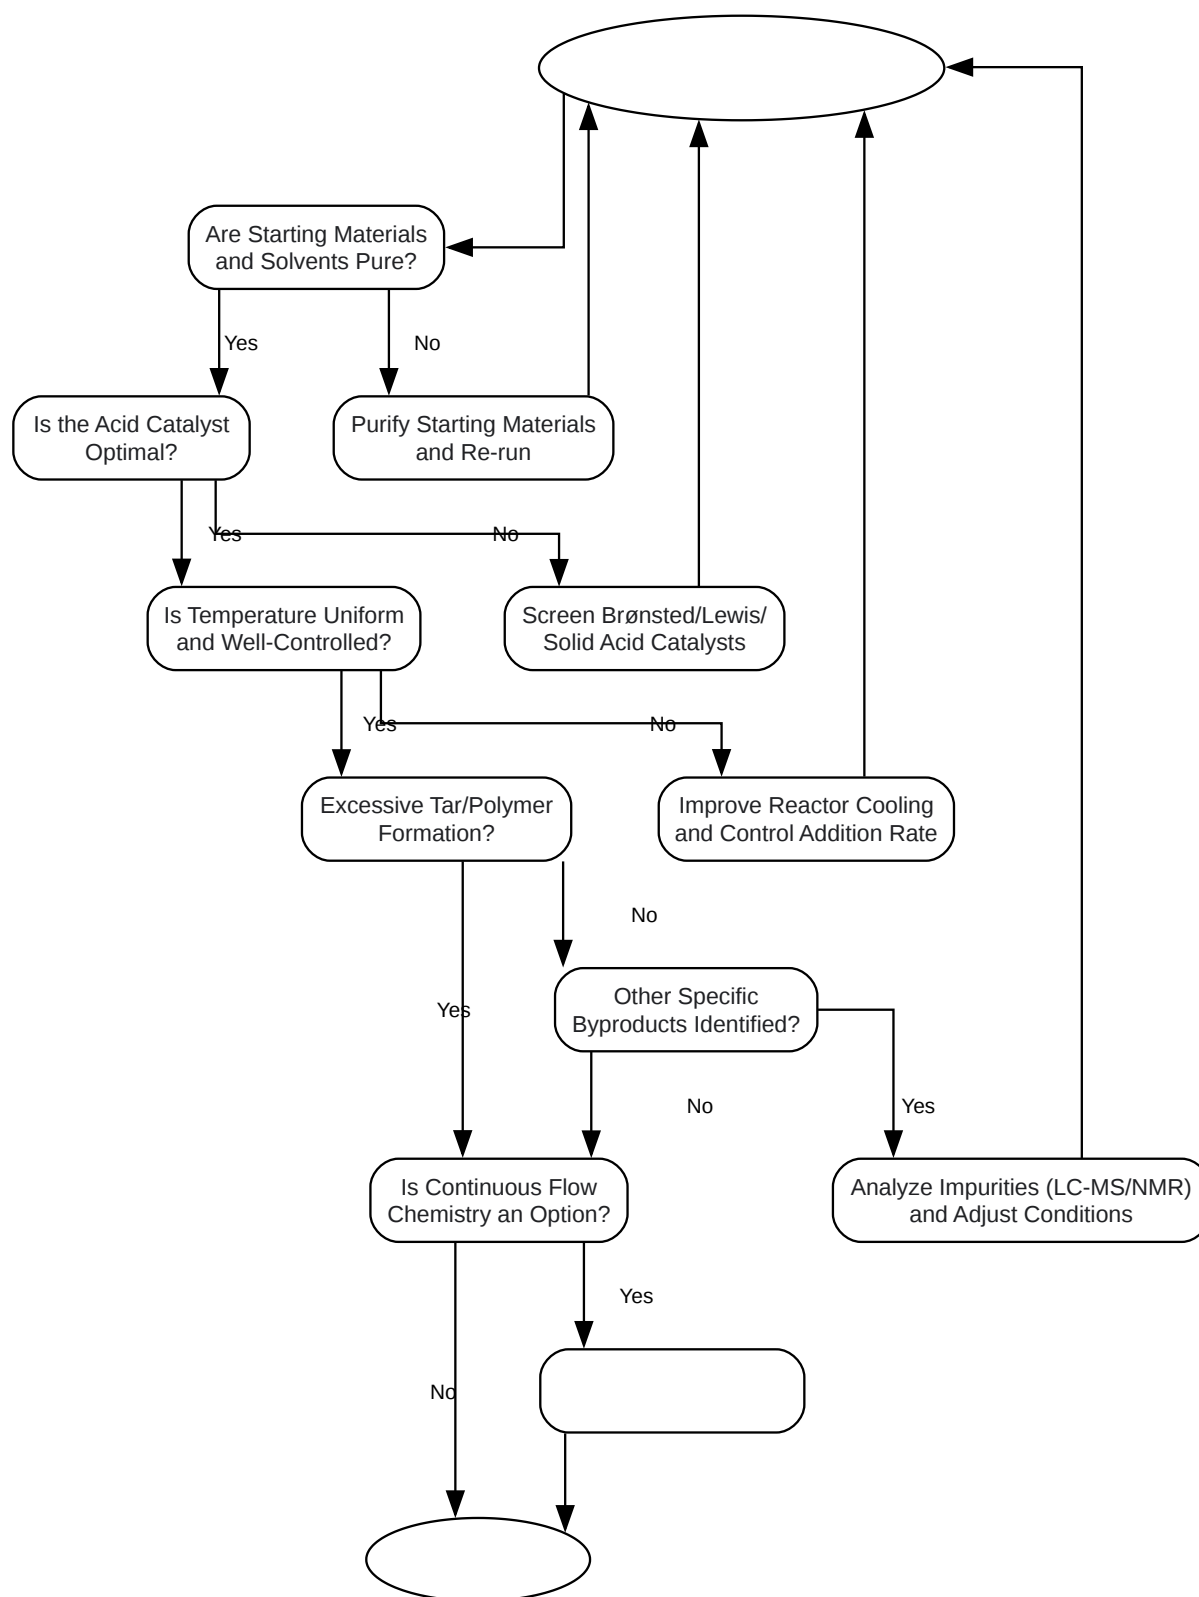 Are Starting Materials
and Solvents Pure?
Yes
No
Is the Acid Catalyst
Optimal?
Purify Starting Materials
and Re-run
Yes
No
Is Temperature Uniform
and Well-Controlled?
Screen Brønsted/Lewis/
Solid Acid Catalysts
Yes
No
Excessive Tar/Polymer
Formation?
Improve Reactor Cooling
and Control Addition Rate
No
Other Specific
Byproducts Identified?
Yes
No
Yes
Is Continuous Flow
Chemistry an Option?
Analyze Impurities (LC-MS/NMR)
and Adjust Conditions
Yes
No